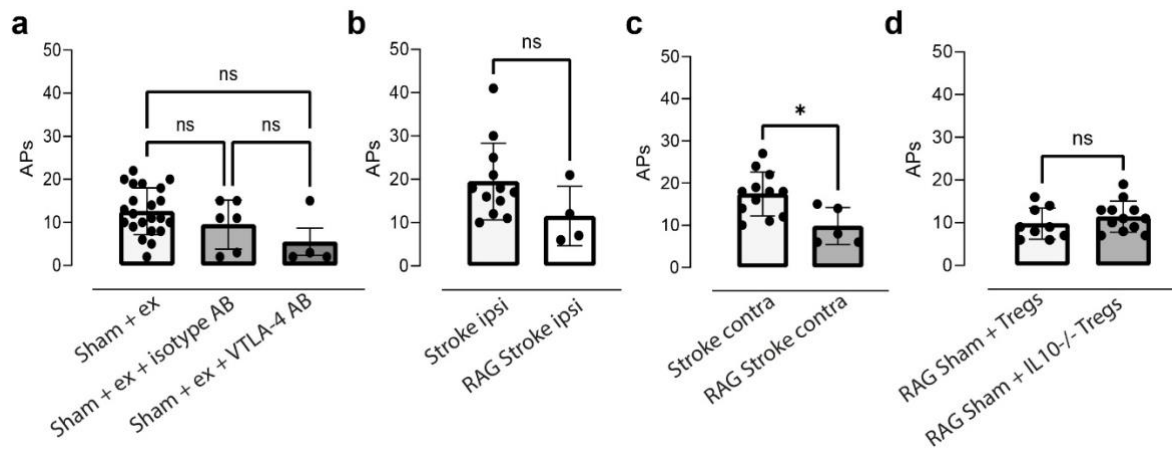 a
50
40
30
20
10
0
APs
ns
ns
ns
Sham + ex
Sham + ex + isotype AB
Sham + ex + VTLA-4 AB
b
50
40
30
20
10
0
APs
ns
Stroke ipsi
RAG Stroke ipsi
c
50
40
30
20
10
0
APs
*
Stroke contra
RAG Stroke contra
d
50
40
30
20
10
0
APs
ns
RAG Sham + Tregs
RAG Sham + IL10-/- Tregs